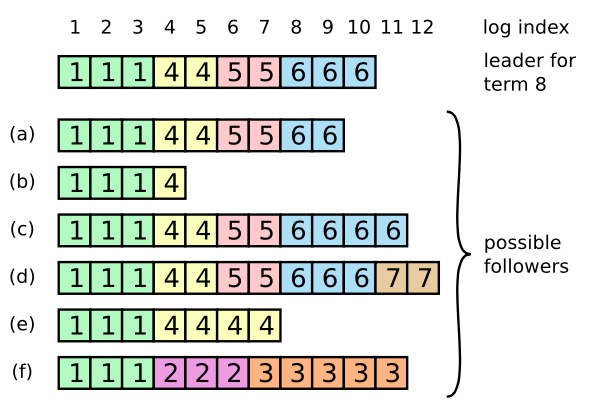 1 2 3 4 5 6 7 8 9 10 11 12 log index
1 1 1 4 4 5 5 6 6 6 leader for
term 8
(a) 1 1 1 4 4 5 5 6 6
(b) 1 1 1 4
(c) 1 1 1 4 4 5 5 6 6 6 6
(d) 1 1 1 4 4 5 5 6 6 6 7 7
(e) 1 1 1 4 4 4 4
(f) 1 1 1 2 2 2 3 3 3 3 3
possible
followers